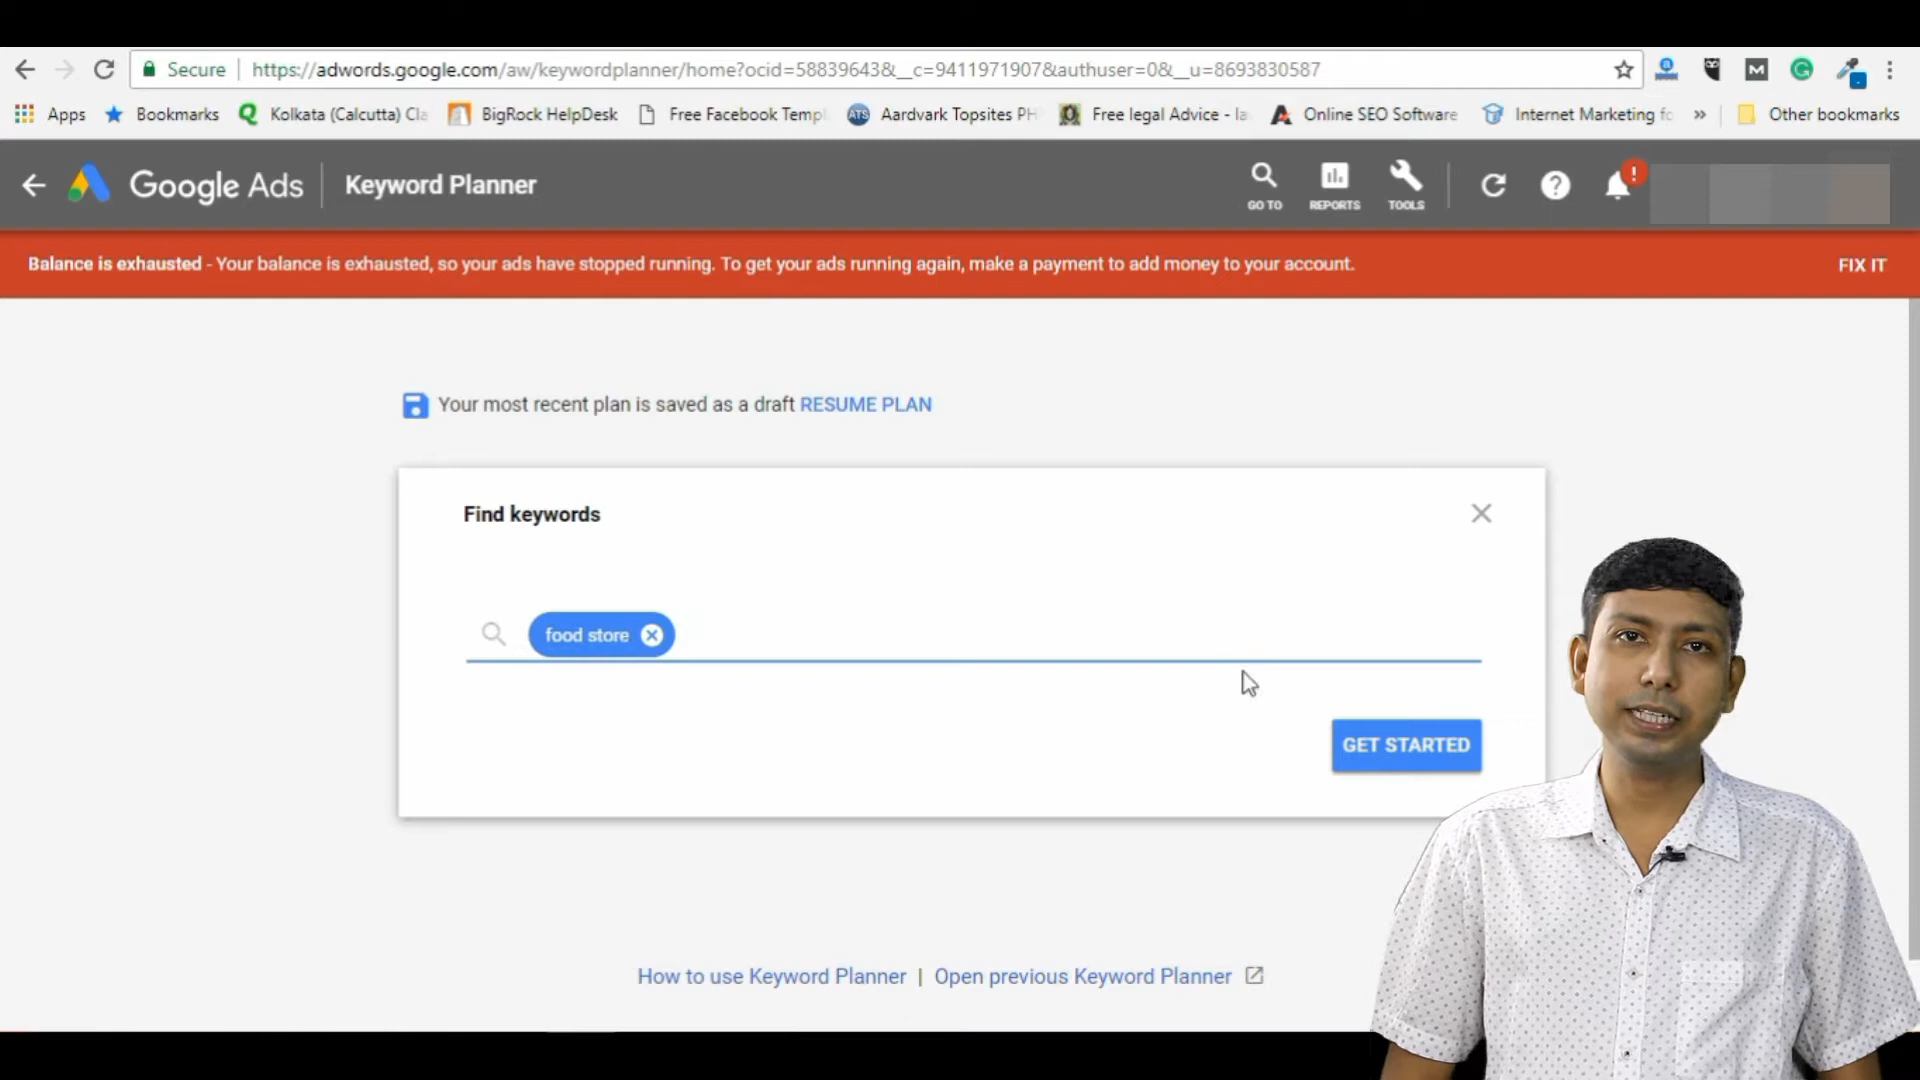 Secure https://adwords.google.com/aw/keywordplanner/home?ocid=58839643&__c=9411971907&authuser=0&__u=8693830587
Apps Bookmarks Kolkata (Calcutta) Cla BigRock HelpDesk Free Facebook Templ ATS Aardvark Topsites PH Free legal Advice - la Online SEO Software Internet Marketing fo » Other bookmarks
Google Ads Keyword Planner GO TO REPORTS TOOLS
Balance is exhausted - Your balance is exhausted, so your ads have stopped running. To get your ads running again, make a payment to add money to your account. FIX IT
Your most recent plan is saved as a draft RESUME PLAN
Find keywords
food store
GET STARTED
How to use Keyword Planner | Open previous Keyword Planner